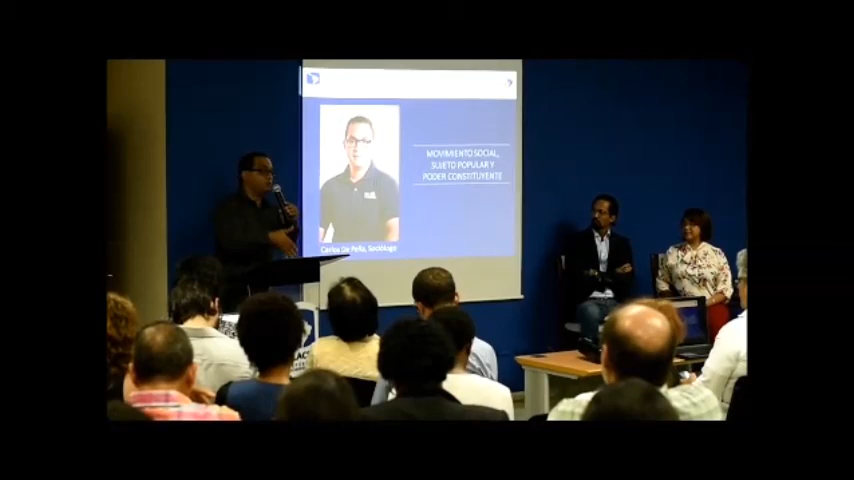 MOVIMIENTO SOCIAL,
SUJETO POPULAR Y
PODER CONSTITUYENTE
Carlos De Peña, Sociólogo